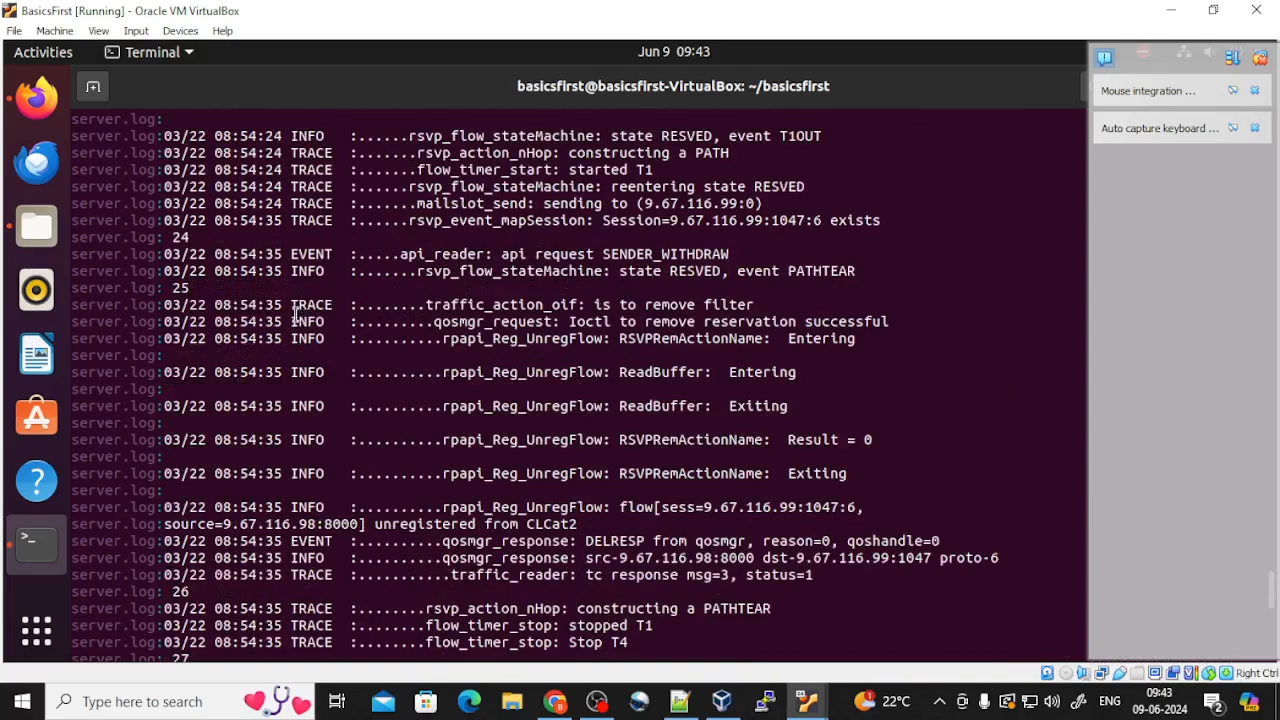 BasicsFirst [Running] - Oracle VM VirtualBox
File Machine View Input Devices Help
Activities Terminal Jun 9 09:43
basicsfirst@basicsfirst-VirtualBox: ~/basicsfirst
Mouse integration ...
Auto capture keyboard ...
server.log:
server.log:03/22 08:54:24 INFO :......rsvp_flow_stateMachine: state RESVED, event T1OUT
server.log:03/22 08:54:24 TRACE :.......rsvp_action_nHop: constructing a PATH
server.log:03/22 08:54:24 TRACE :.......flow_timer_start: started T1
server.log:03/22 08:54:24 TRACE :......rsvp_flow_stateMachine: reentering state RESVED
server.log:03/22 08:54:24 TRACE :.......mailslot_send: sending to (9.67.116.99:0)
server.log:03/22 08:54:35 TRACE :......rsvp_event_mapSession: Session=9.67.116.99:1047:6 exists
server.log: 24
server.log:03/22 08:54:35 EVENT :.....api_reader: api request SENDER_WITHDRAW
server.log:03/22 08:54:35 INFO :.......rsvp_flow_stateMachine: state RESVED, event PATHTEAR
server.log: 25
server.log:03/22 08:54:35 TRACE :........traffic_action_oif: is to remove filter
server.log:03/22 08:54:35 INFO :.........qosmgr_request: Ioctl to remove reservation successful
server.log:03/22 08:54:35 INFO :..........rpapi_Reg_UnregFlow: RSVPRemActionName: Entering
server.log:
server.log:03/22 08:54:35 INFO :..........rpapi_Reg_UnregFlow: ReadBuffer: Entering
server.log:
server.log:03/22 08:54:35 INFO :..........rpapi_Reg_UnregFlow: ReadBuffer: Exiting
server.log:
server.log:03/22 08:54:35 INFO :..........rpapi_Reg_UnregFlow: RSVPRemActionName: Result = 0
server.log:
server.log:03/22 08:54:35 INFO :..........rpapi_Reg_UnregFlow: RSVPRemActionName: Exiting
server.log:
server.log:03/22 08:54:35 INFO :..........rpapi_Reg_UnregFlow: flow[sess=9.67.116.99:1047:6,
server.log:source=9.67.116.98:8000] unregistered from CLCat2
server.log:03/22 08:54:35 EVENT :..........qosmgr_response: DELRESP from qosmgr, reason=0, qoshandle=0
server.log:03/22 08:54:35 INFO :..........qosmgr_response: src-9.67.116.98:8000 dst-9.67.116.99:1047 proto-6
server.log:03/22 08:54:35 TRACE :...........traffic_reader: tc response msg=3, status=1
server.log: 26
server.log:03/22 08:54:35 TRACE :........rsvp_action_nHop: constructing a PATHTEAR
server.log:03/22 08:54:35 TRACE :........flow_timer_stop: stopped T1
server.log:03/22 08:54:35 TRACE :........flow_timer_stop: Stop T4
server.log: 27
Right Ctrl
Type here to search
22°C
ENG
09:43
09-06-2024
2